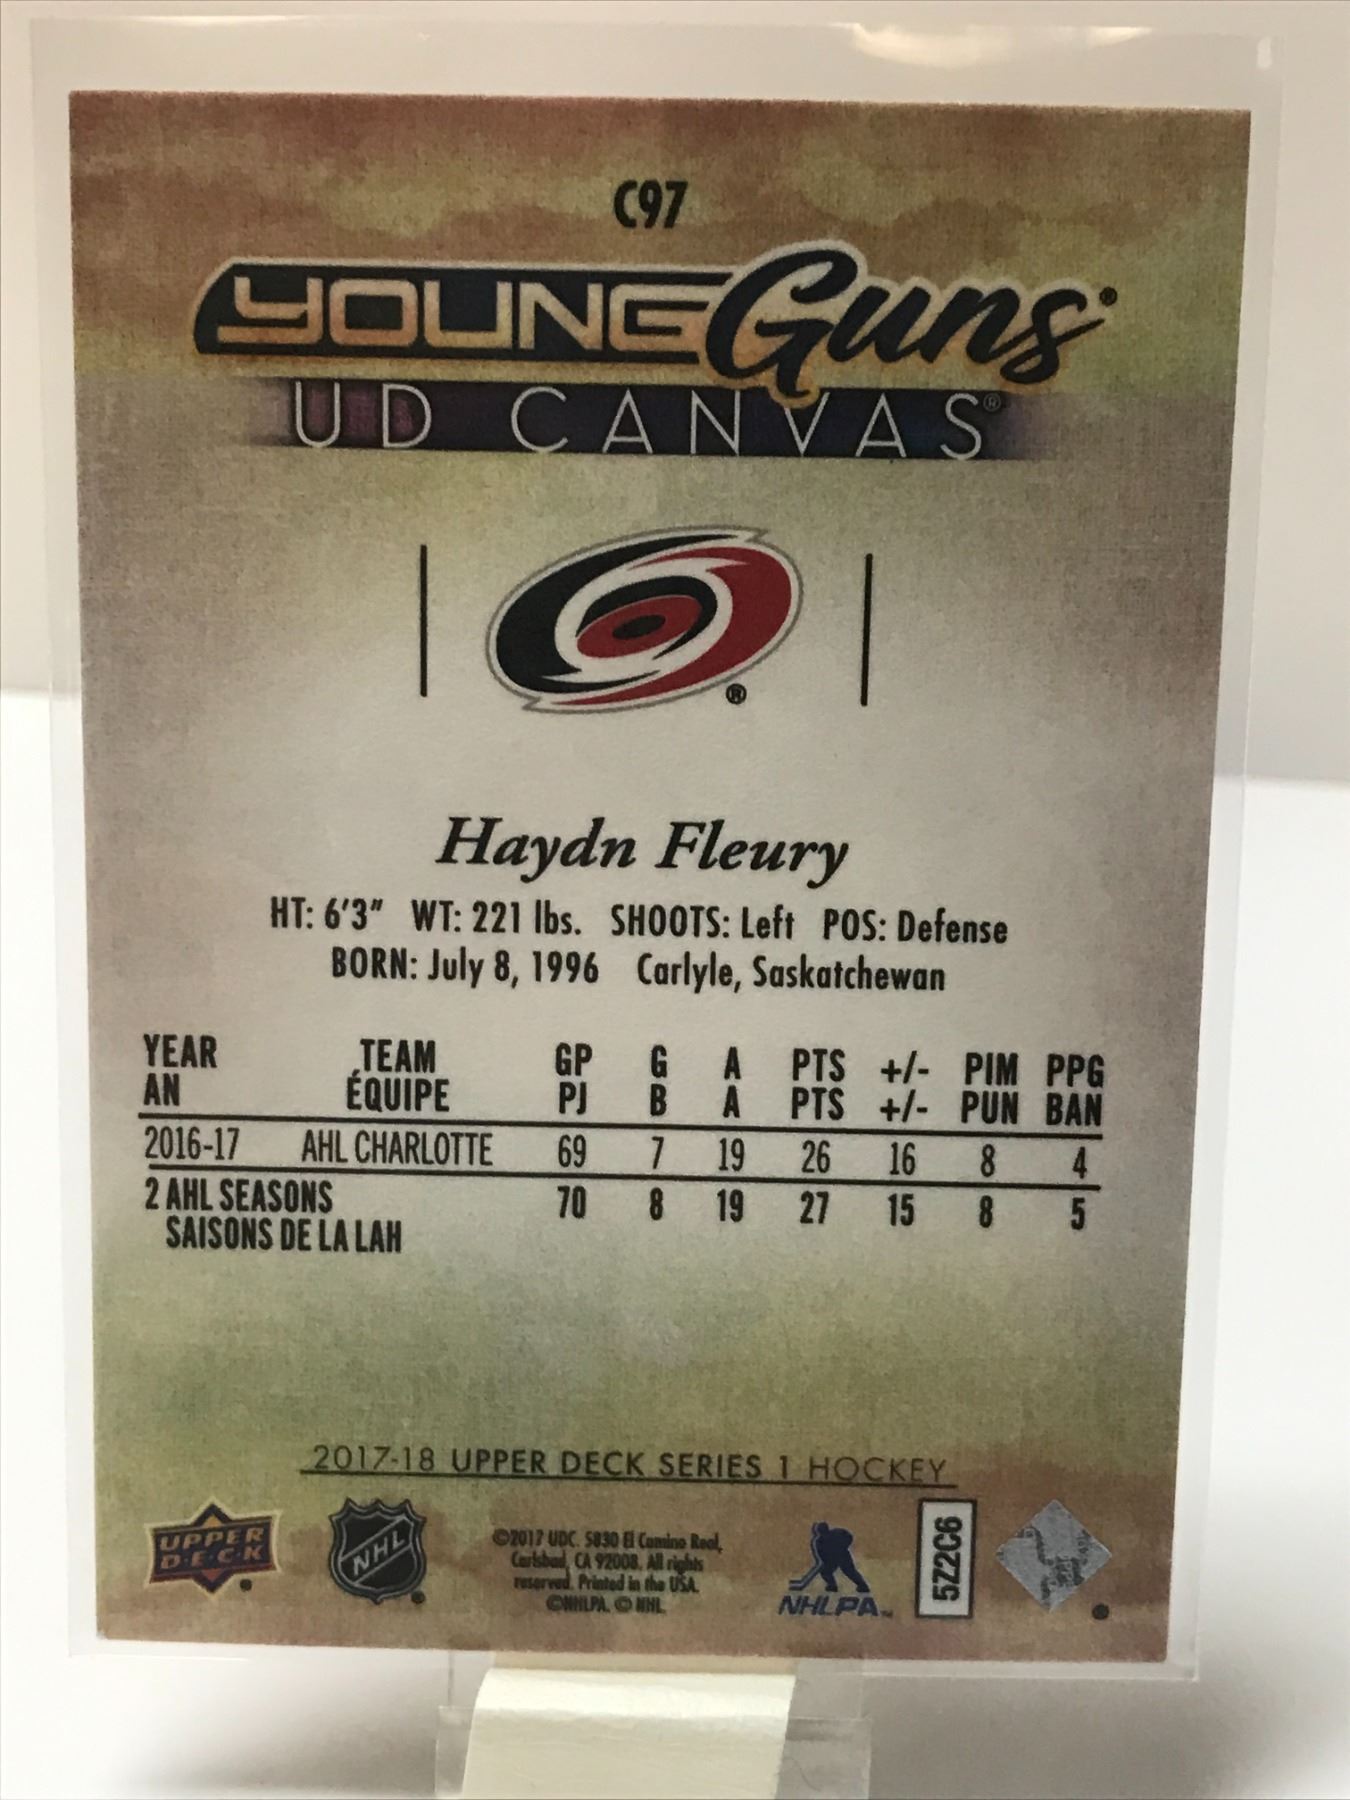 C97
YOUNG Guns®
UD CANVAS®
®
Haydn Fleury
HT: 6'3" WT: 221 lbs. SHOOTS: Left POS: Defense
BORN: July 8, 1996 Carlyle, Saskatchewan
YEAR TEAM GP G A PTS +/- PIM PPG
AN ÉQUIPE PJ B A PTS +/- PUN BAN
2016-17 AHL CHARLOTTE 69 7 19 26 16 8 4
2 AHL SEASONS 70 8 19 27 15 8 5
SAISONS DE LA LAH
2017-18 UPPER DECK SERIES 1 HOCKEY
UPPER DECK
NHL
©2017 UDC. 5830 El Camino Real,
Carlsbad, CA 92008. All rights
reserved. Printed in the USA.
©NHLPA. © NHL
NHLPA™
5Z2C6